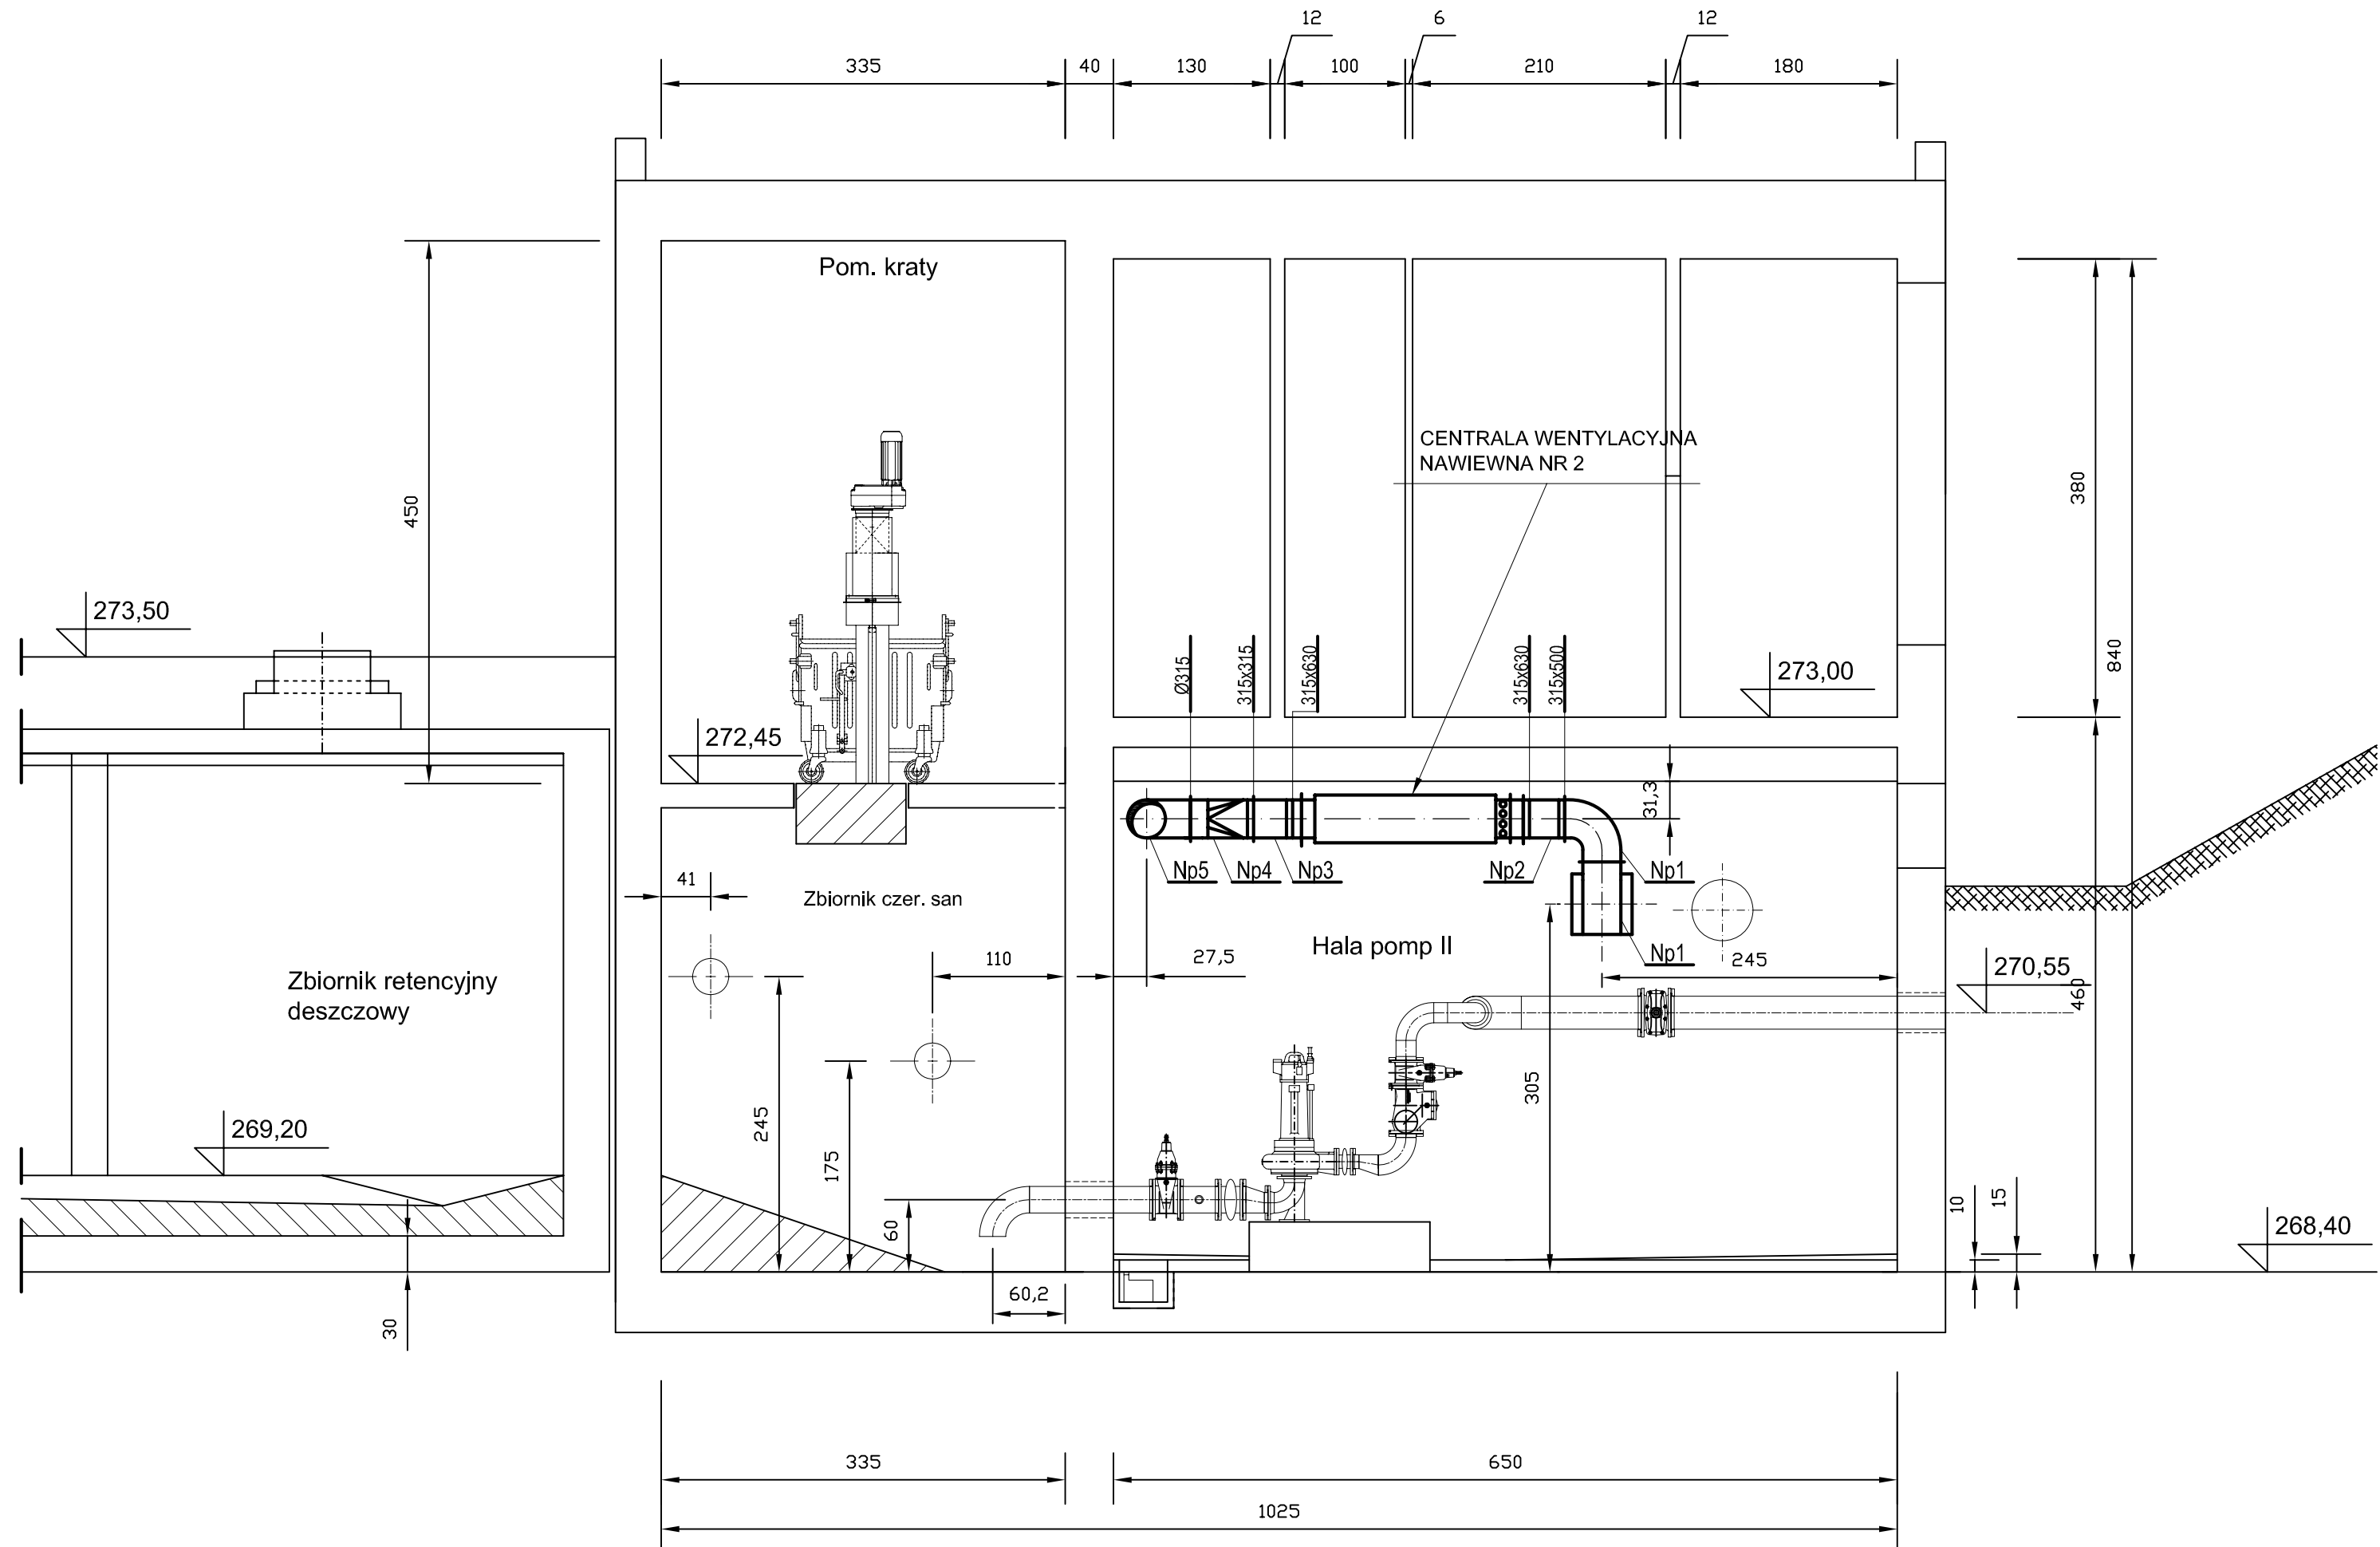 12
6
12
335
40
130
100
210
180
Pom. kraty
CENTRALA WENTYLACYJNA
NAWIEWNA NR 2
450
380
273,50
840
Ø315
315x315
315x630
315x630
315x500
273,00
272,45
31,3
Np5
Np4
Np3
Np2
Np1
41
Zbiornik czer. san
Hala pomp II
Np1
110
27,5
245
270,55
460
Zbiornik retencyjny
deszczowy
245
175
305
269,20
60
10
15
268,40
60,2
30
335
650
1025